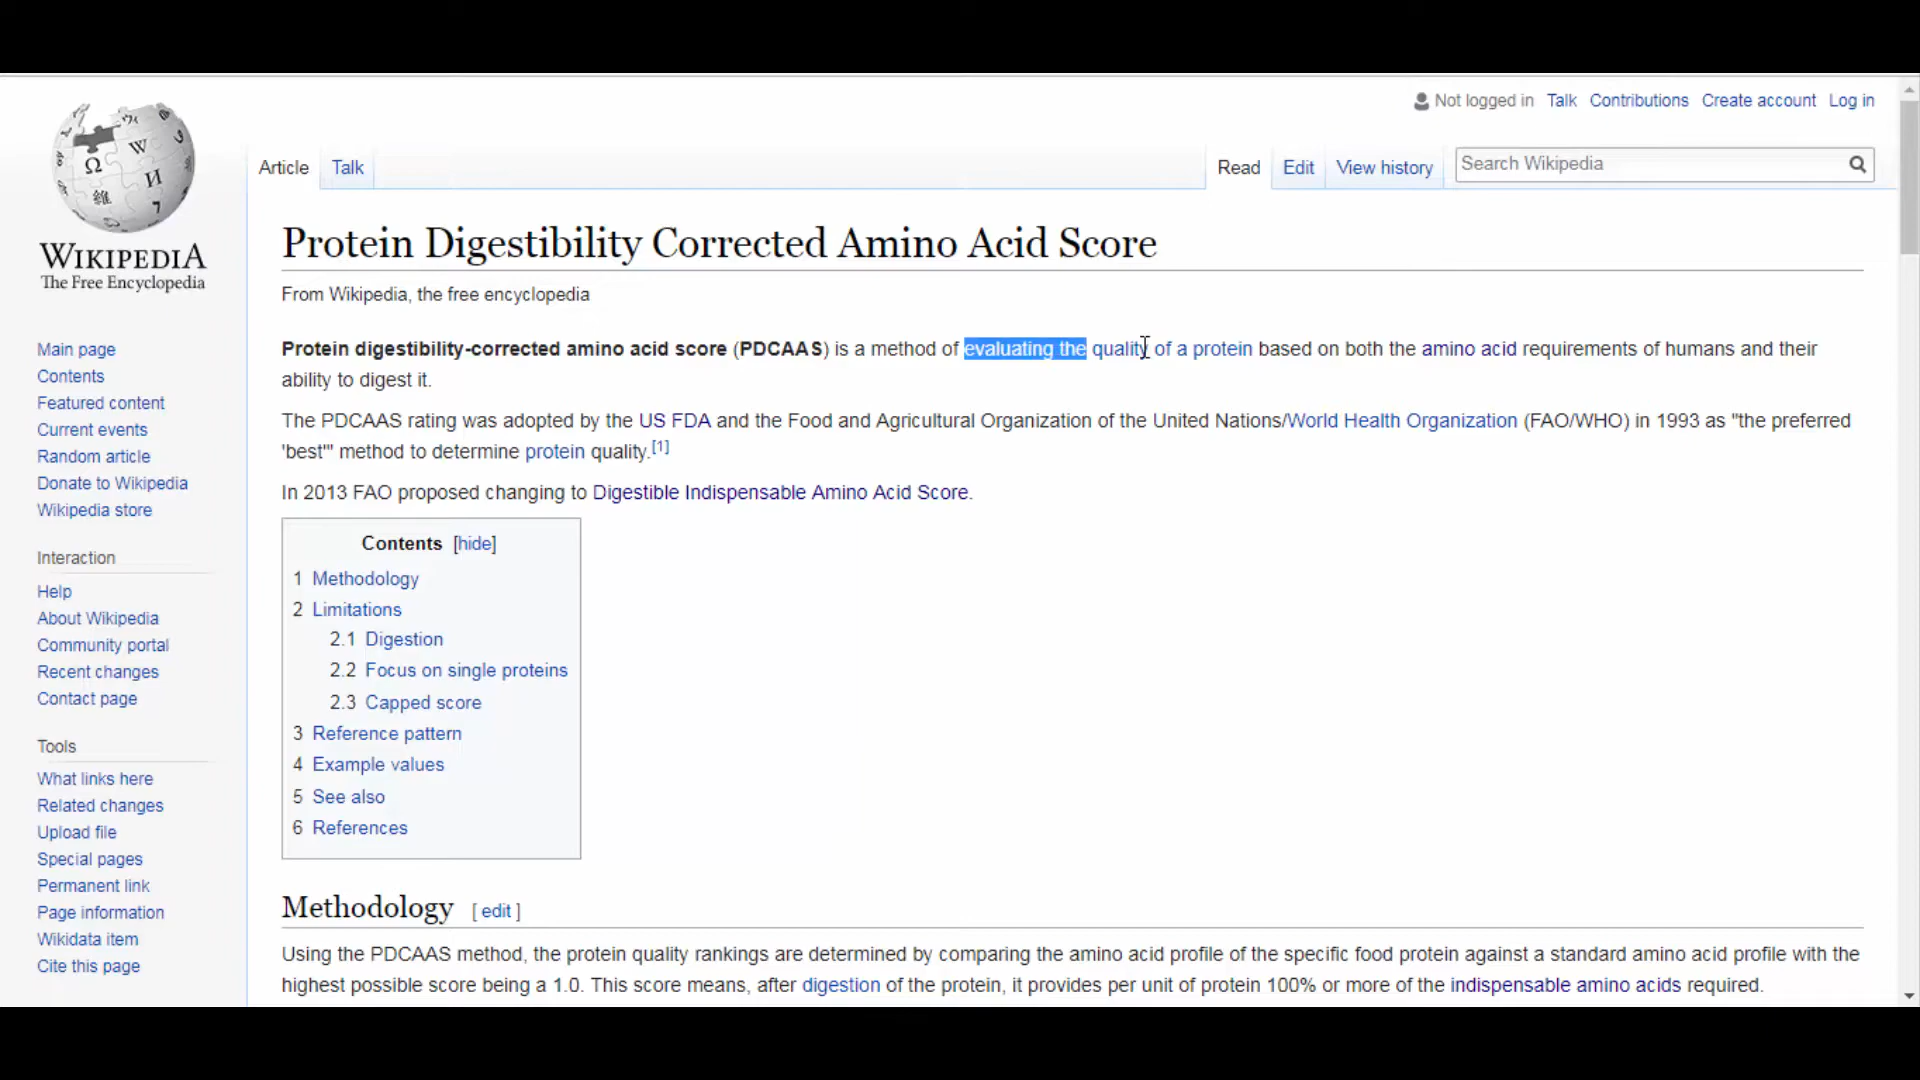 Not logged in Talk Contributions Create account Log in
Article Talk Read Edit View history Search Wikipedia
WIKIPEDIA
The Free Encyclopedia
Main page
Contents
Featured content
Current events
Random article
Donate to Wikipedia
Wikipedia store
Interaction
Help
About Wikipedia
Community portal
Recent changes
Contact page
Tools
What links here
Related changes
Upload file
Special pages
Permanent link
Page information
Wikidata item
Cite this page
Protein Digestibility Corrected Amino Acid Score
From Wikipedia, the free encyclopedia
Protein digestibility-corrected amino acid score (PDCAAS) is a method of evaluating the quality of a protein based on both the amino acid requirements of humans and their
ability to digest it.
The PDCAAS rating was adopted by the US FDA and the Food and Agricultural Organization of the United Nations/World Health Organization (FAO/WHO) in 1993 as "the preferred
'best'" method to determine protein quality.[1]
In 2013 FAO proposed changing to Digestible Indispensable Amino Acid Score.
Contents [hide]
1 Methodology
2 Limitations
2.1 Digestion
2.2 Focus on single proteins
2.3 Capped score
3 Reference pattern
4 Example values
5 See also
6 References
Methodology [ edit ]
Using the PDCAAS method, the protein quality rankings are determined by comparing the amino acid profile of the specific food protein against a standard amino acid profile with the
highest possible score being a 1.0. This score means, after digestion of the protein, it provides per unit of protein 100% or more of the indispensable amino acids required.